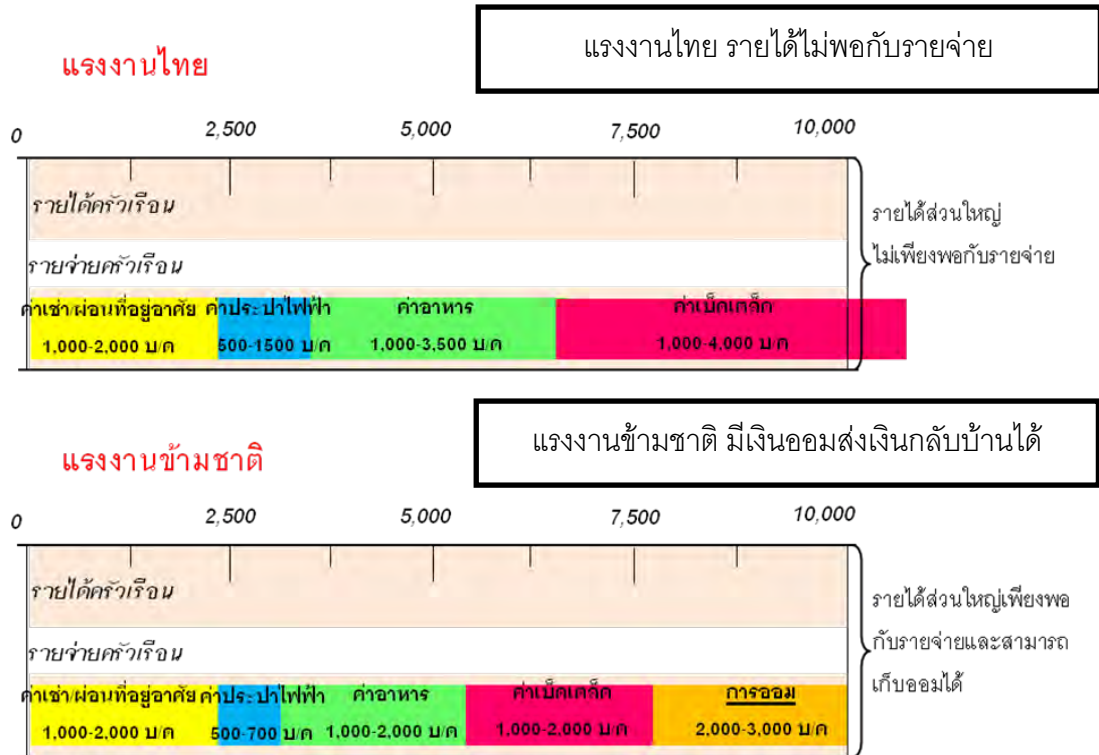 แรงงานไทย
แรงงานไทย รายได้ไม่พอกับรายจ่าย
0 2,500 5,000 7,500 10,000
รายได้ครัวเรือน
รายได้ส่วนใหญ่
ไม่เพียงพอกับรายจ่าย
รายจ่ายครัวเรือน
ค่าเช่า/ผ่อนที่อยู่อาศัย ค่าประปาไฟฟ้า ค่าอาหาร ค่าเบ็ดเตล็ด
1,000-2,000 บ/ด 500-1500 บ/ด 1,000-3,500 บ/ด 1,000-4,000 บ/ด
แรงงานข้ามชาติ
แรงงานข้ามชาติ มีเงินออมส่งเงินกลับบ้านได้
0 2,500 5,000 7,500 10,000
รายได้ครัวเรือน
รายได้ส่วนใหญ่เพียงพอ
กับรายจ่ายและสามารถ
เก็บออมได้
รายจ่ายครัวเรือน
ค่าเช่า/ผ่อนที่อยู่อาศัย ค่าประปาไฟฟ้า ค่าอาหาร ค่าเบ็ดเตล็ด การออม
1,000-2,000 บ/ด 500-700 บ/ด 1,000-2,000 บ/ด 1,000-2,000 บ/ด 2,000-3,000 บ/ด